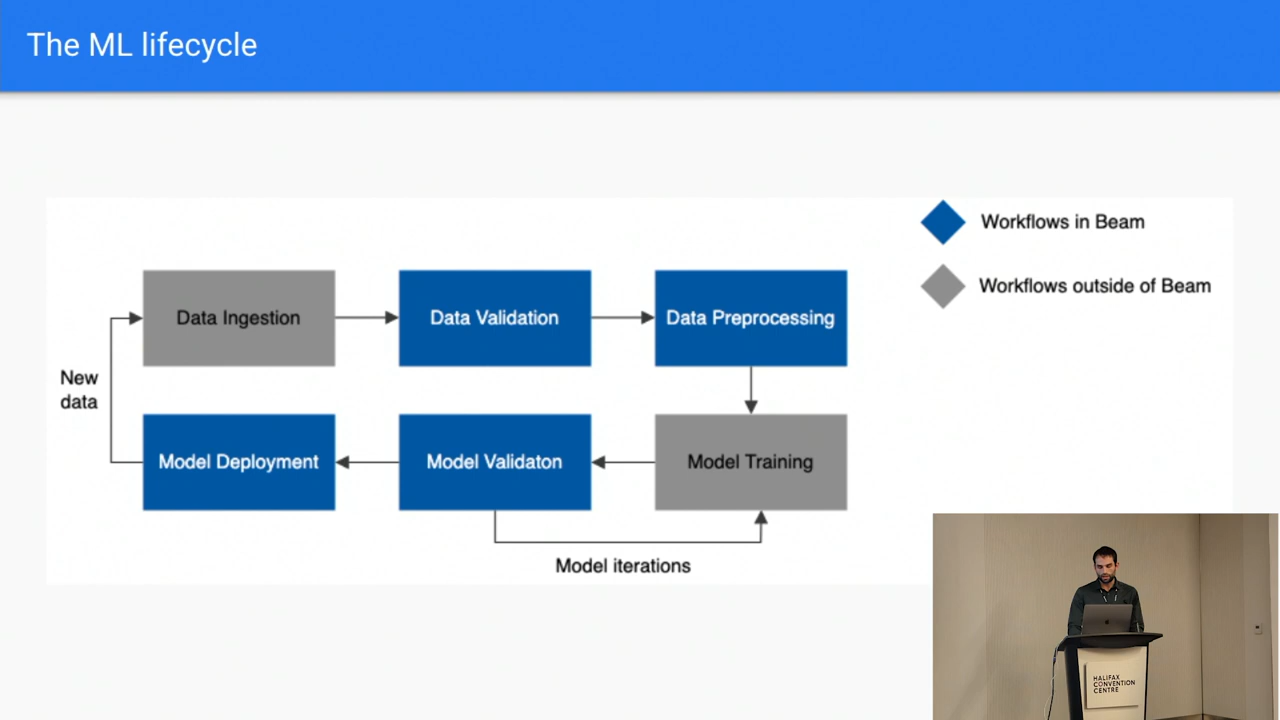 The ML lifecycle
Workflows in Beam
Workflows outside of Beam
Data Ingestion
Data Validation
Data Preprocessing
New
data
Model Deployment
Model Validaton
Model Training
Model iterations
HALIFAX
CONVENTION
CENTRE